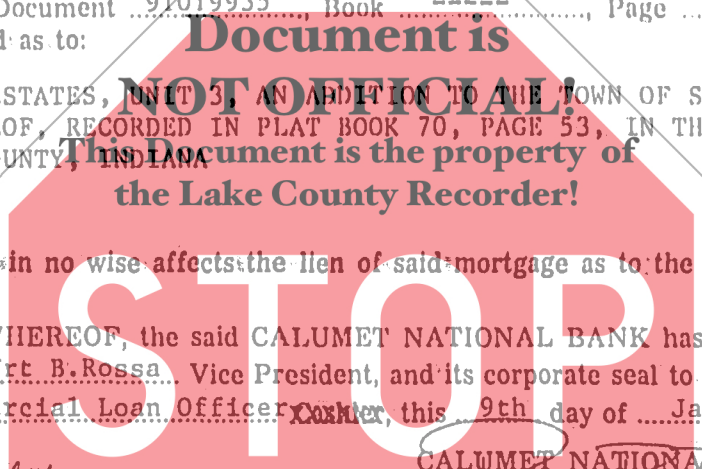 Document 91019935, Book -----, Page
d as to:
Document is
NOT OFFICIAL!
STATES, UNIT 3, AN ADDITION TO THE TOWN OF S
OF, RECORDED IN PLAT BOOK 70, PAGE 53, IN TH
UNTY, INDIANA
This Document is the property of
the Lake County Recorder!
in no wise affects the lien of said mortgage as to the
STOP
HEREOF, the said CALUMET NATIONAL BANK has
rt B.Rossa Vice President, and its corporate seal to
rcial Loan Officer Cashier, this 9th day of Ja
CALUMET NATIONA